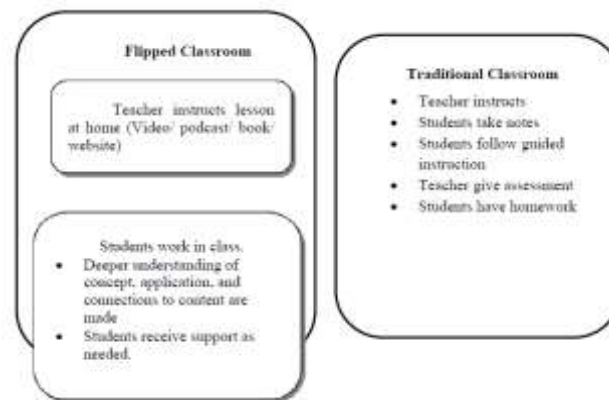 Flipped Classroom
Teacher instructs lesson
at home (Video/ podcast/ book/
website)
Students work in class.
• Deeper understanding of
concept, application, and
connections to content are
made
• Students receive support as
needed.
Traditional Classroom
• Teacher instructs
• Students take notes
• Students follow guided
instruction
• Teacher give assessment
• Students have homework